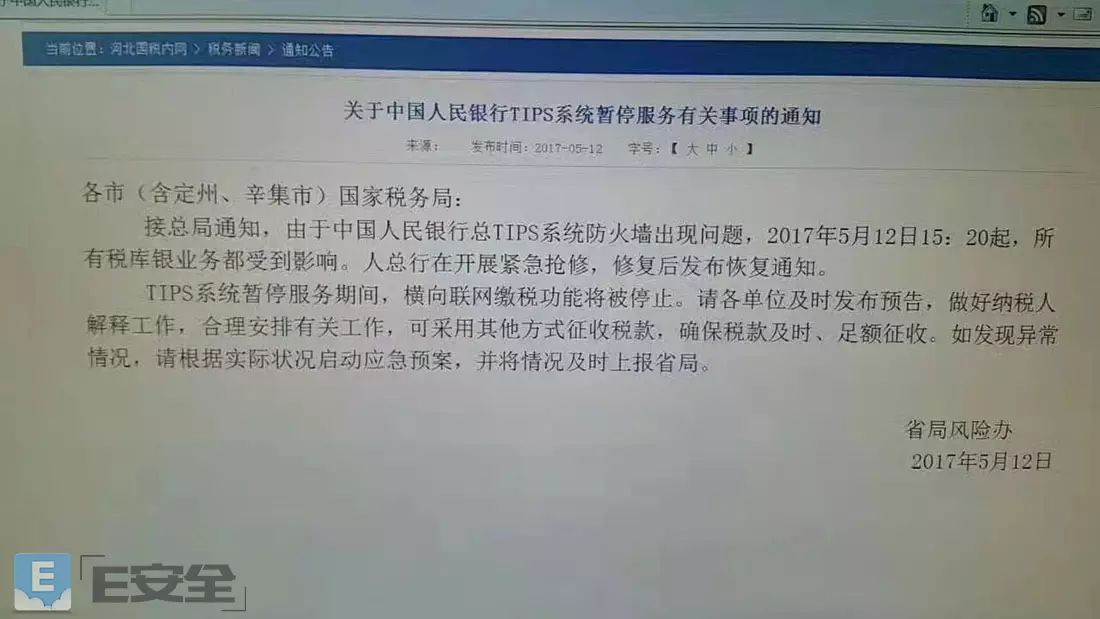 当前位置：河北国税内网 > 税务新闻 > 通知公告
关于中国人民银行TIPS系统暂停服务有关事项的通知
来源： 发布时间：2017-05-12 字号：【 大 中 小 】
各市（含定州、辛集市）国家税务局：
接总局通知，由于中国人民银行总TIPS系统防火墙出现问题，2017年5月12日15：20起，所
有税库银业务都受到影响。人总行在开展紧急抢修，修复后发布恢复通知。
TIPS系统暂停服务期间，横向联网缴税功能将被停止。请各单位及时发布预告，做好纳税人
解释工作，合理安排有关工作，可采用其他方式征收税款，确保税款及时、足额征收。如发现异常
情况，请根据实际状况启动应急预案，并将情况及时上报省局。
省局风险办
2017年5月12日
E
E安全